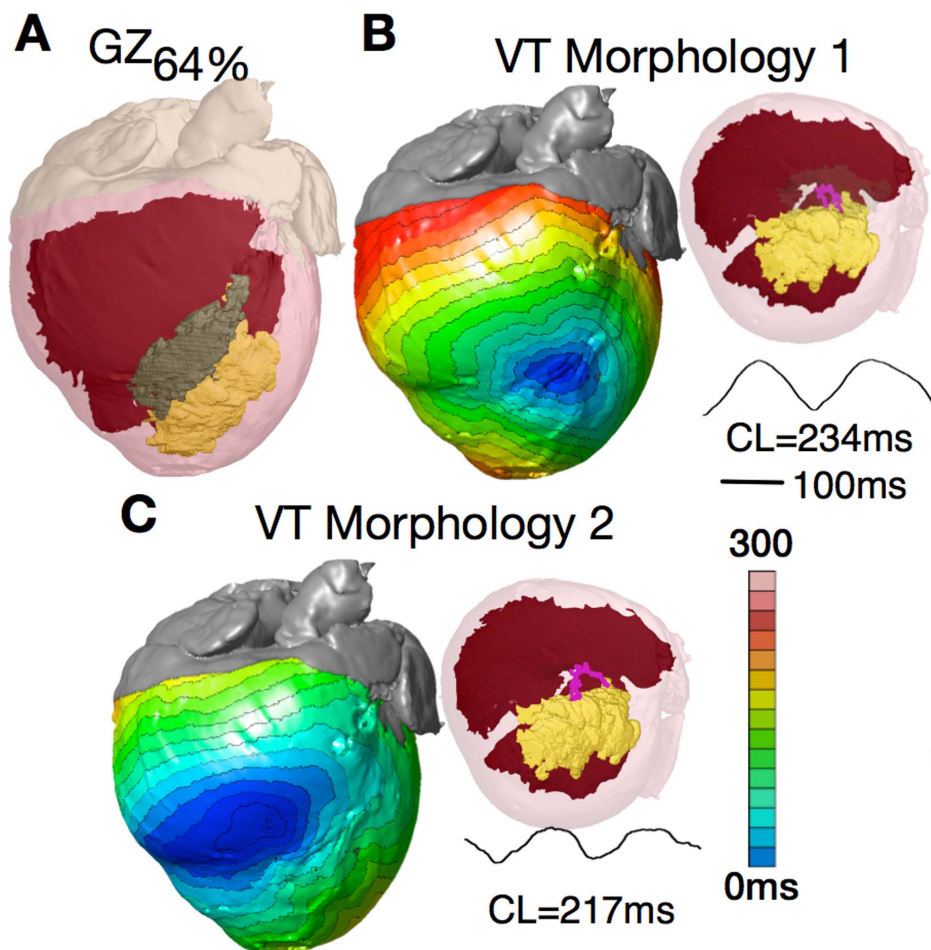 A
GZ64%
B
VT Morphology 1
CL=234ms
100ms
C
VT Morphology 2
300
0ms
CL=217ms